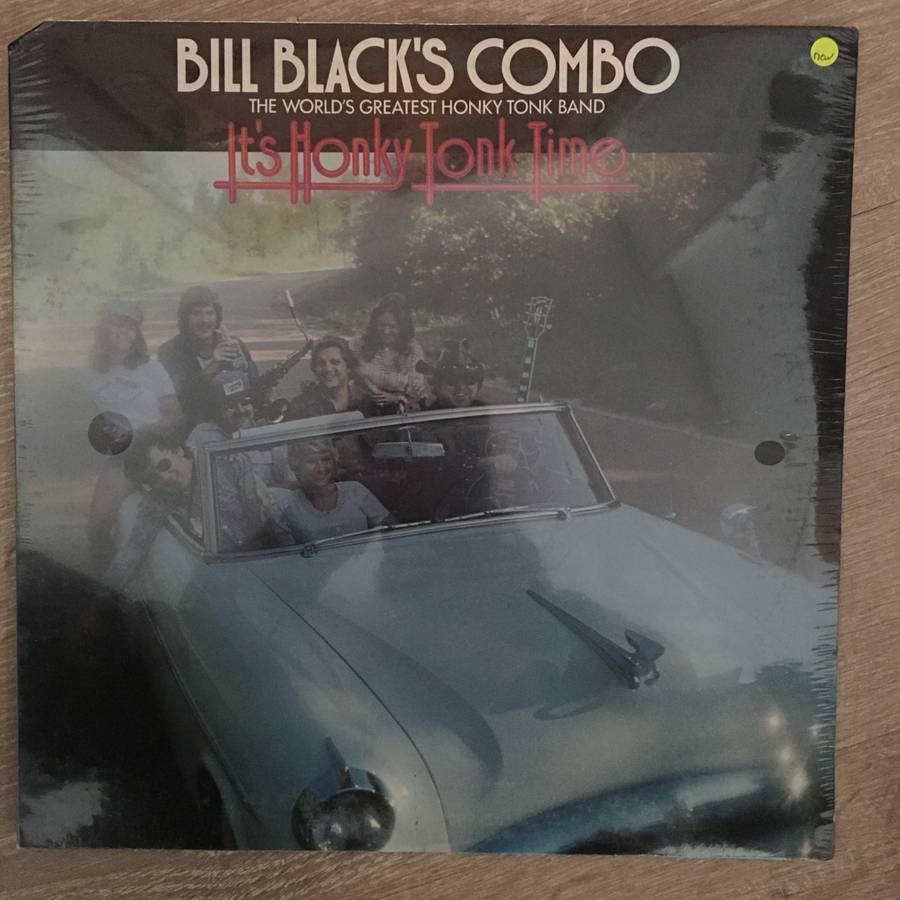 BILL BLACK'S COMBO
THE WORLD'S GREATEST HONKY TONK BAND
It's Honky Tonk Time
new